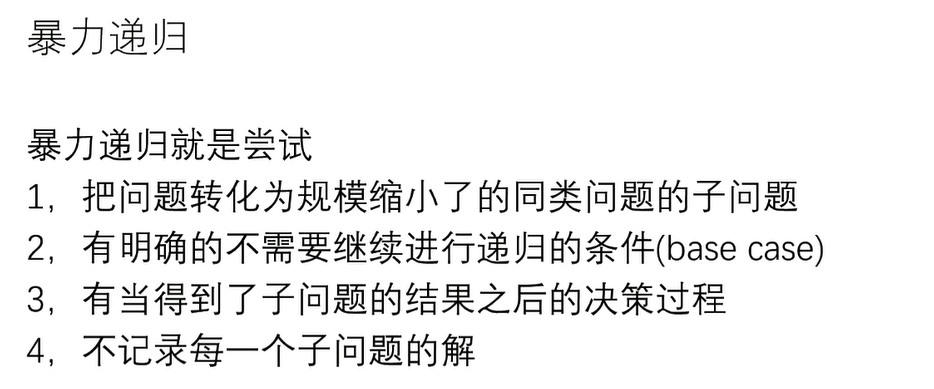 暴力递归
暴力递归就是尝试
1，把问题转化为规模缩小了的同类问题的子问题
2，有明确的不需要继续进行递归的条件(base case)
3，有当得到了子问题的结果之后的决策过程
4，不记录每一个子问题的解